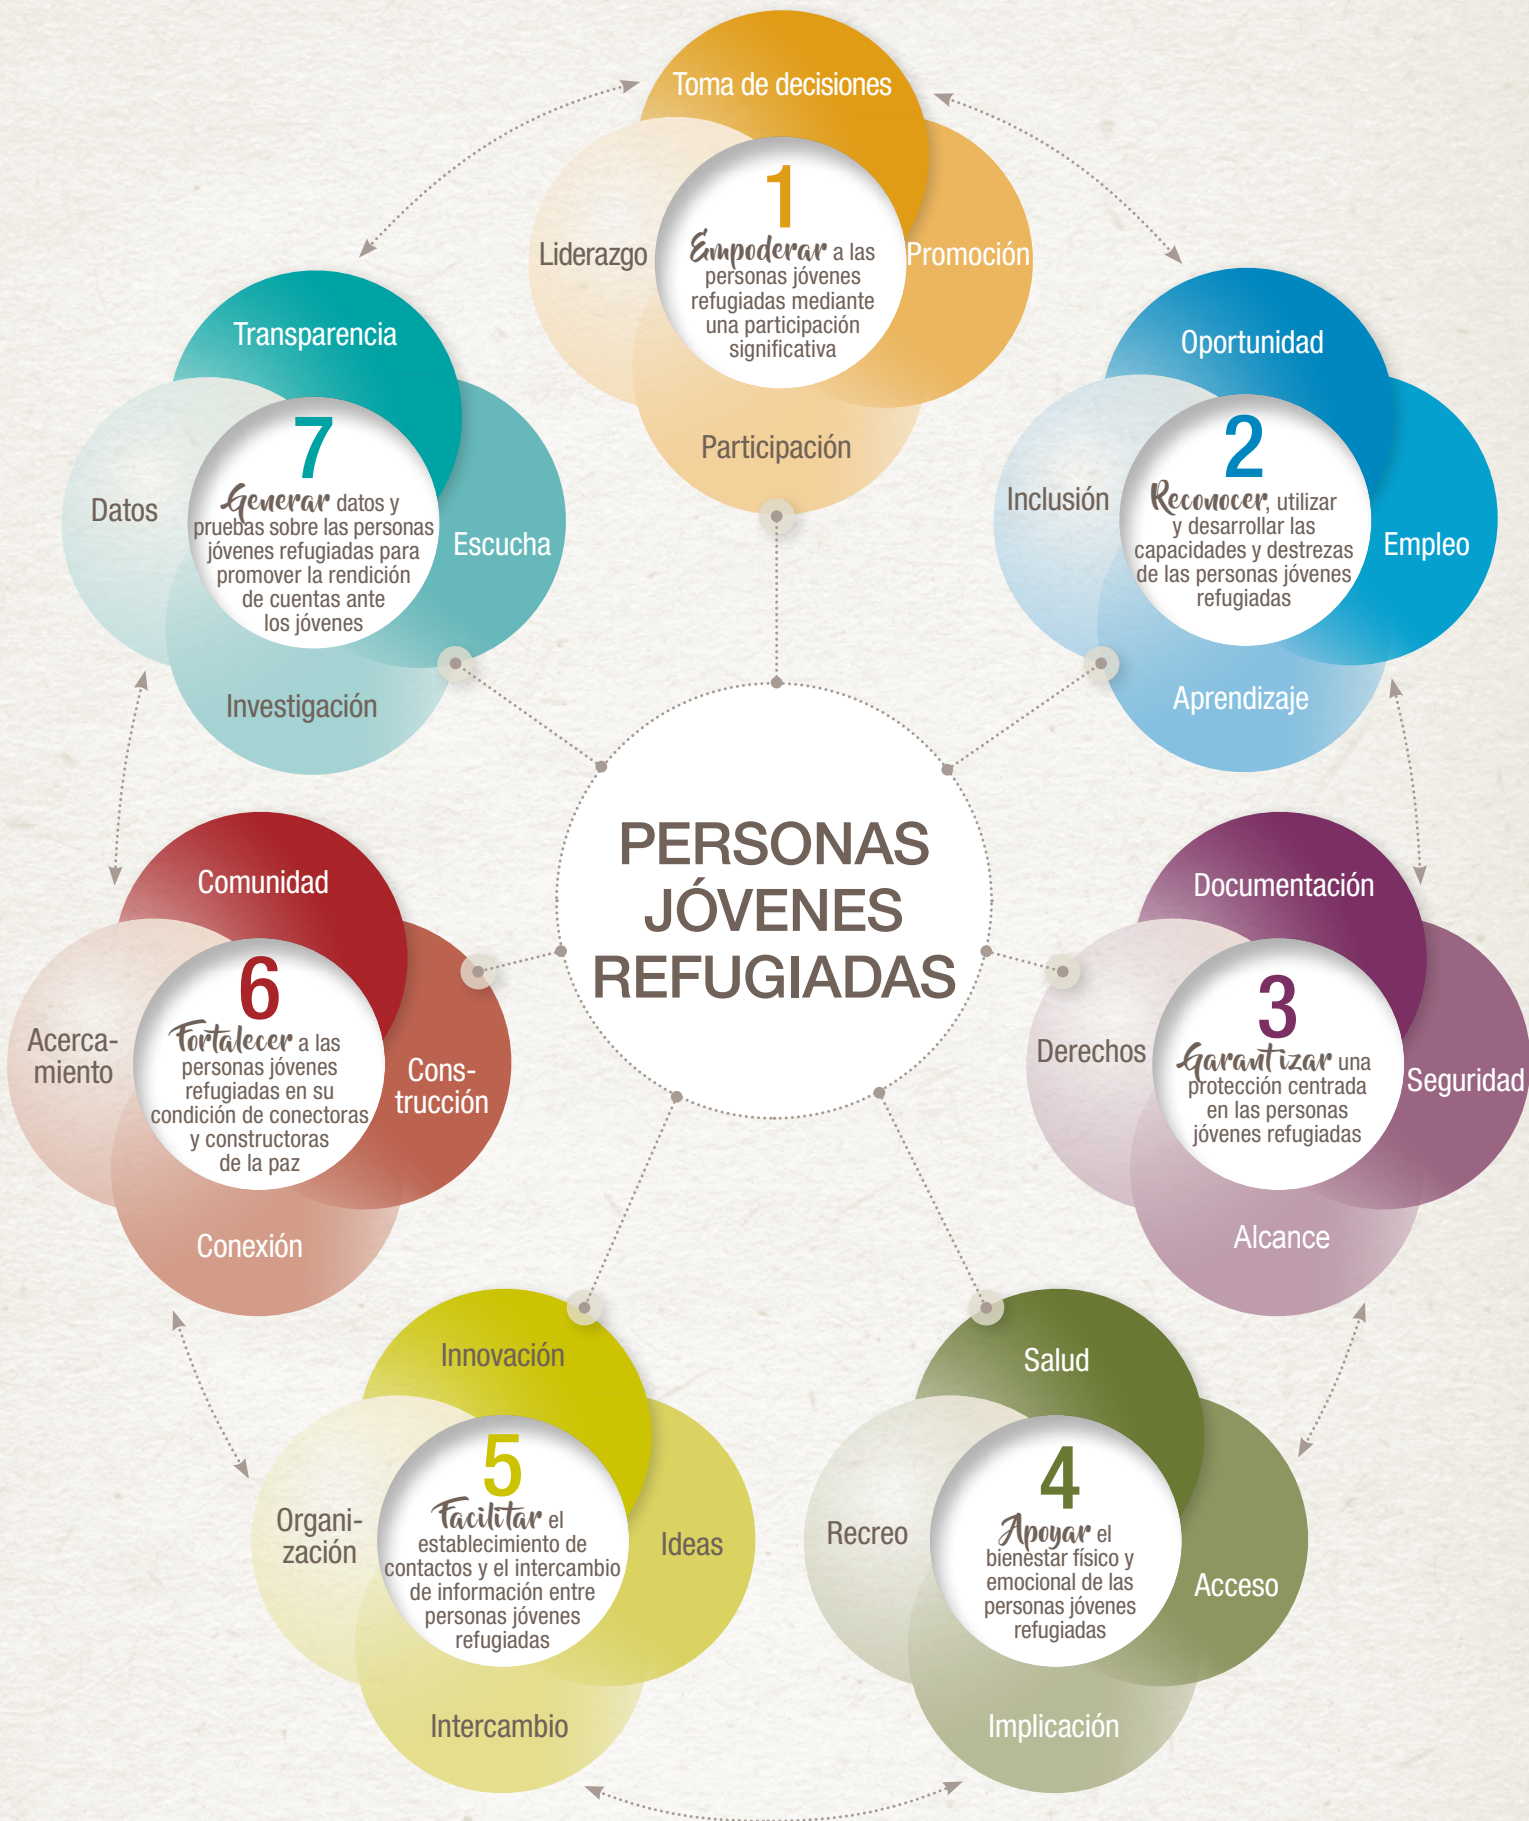 Toma de decisiones
Liderazgo
Promoción
Participación
1
Empoderar a las
personas jóvenes
refugiadas mediante
una participación
significativa
Oportunidad
Inclusión
Empleo
Aprendizaje
2
Reconocer, utilizar
y desarrollar las
capacidades y destrezas
de las personas jóvenes
refugiadas
Documentación
Derechos
Seguridad
Alcance
3
Garantizar una
protección centrada
en las personas
jóvenes refugiadas
Salud
Recreo
Acceso
Implicación
4
Apoyar el
bienestar físico y
emocional de las
personas jóvenes
refugiadas
Innovación
Organi-
zación
Ideas
Intercambio
5
Facilitar el
establecimiento de
contactos y el intercambio
de información entre
personas jóvenes
refugiadas
Comunidad
Acerca-
miento
Cons-
trucción
Conexión
6
Fortalecer a las
personas jóvenes
refugiadas en su
condición de conectoras
y constructoras
de la paz
Transparencia
Datos
Escucha
Investigación
7
Generar datos y
pruebas sobre las personas
jóvenes refugiadas para
promover la rendición
de cuentas ante
los jóvenes
PERSONAS
JÓVENES
REFUGIADAS